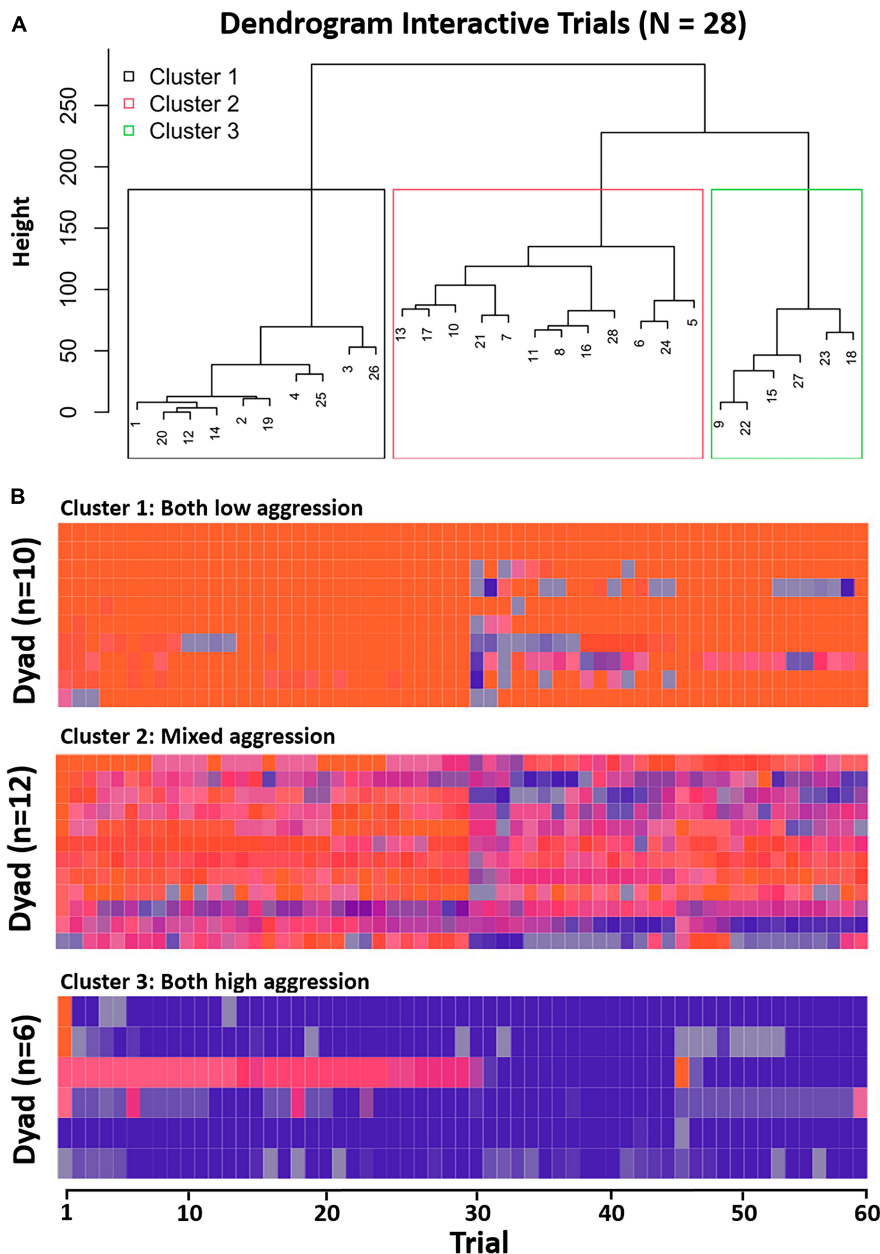 A
Dendrogram Interactive Trials (N = 28)
Cluster 1
Cluster 2
Cluster 3
Height
250
200
150
100
50
0
1
20
12
14
2
19
4
25
3
26
13
17
10
21
7
11
8
16
28
6
24
5
9
22
15
27
23
18
B
Cluster 1: Both low aggression
Dyad (n=10)
Cluster 2: Mixed aggression
Dyad (n=12)
Cluster 3: Both high aggression
Dyad (n=6)
1 10 20 30 40 50 60
Trial